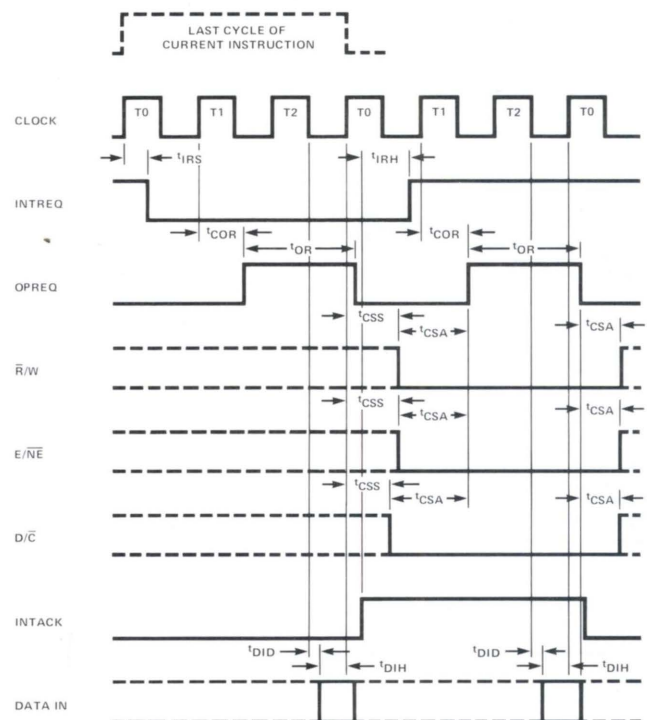 LAST CYCLE OF
CURRENT INSTRUCTION
CLOCK T0 T1 T2 T0 T1 T2 T0
tIRS tIRH
INTREQ
tCOR tCOR
tOR tOR
OPREQ
tCSS
tCSA tCSA
R̅/W
tCSS
tCSA tCSA
E/N̅E̅
tCSS
tCSA tCSA
D/C̅
INTACK
tDID tDID
tDIH tDIH
DATA IN